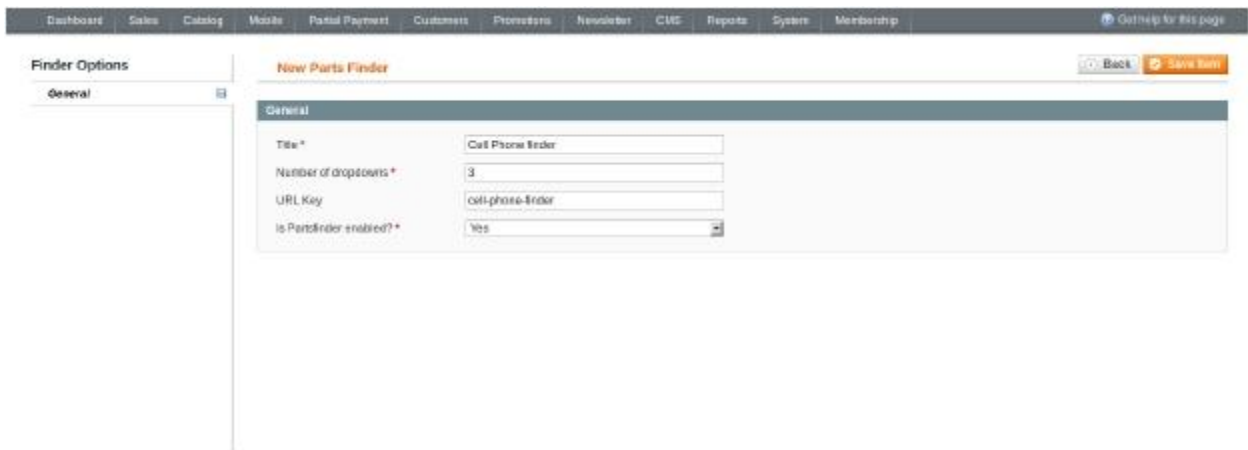 Dashboard Sales Catalog Mobile Partial Payment Customers Promotions Newsletter CMS Reports System Membership Get help for this page
Finder Options
New Parts Finder
Back Save Item
General
General
Title *
Cell Phone finder
Number of dropdowns *
3
URL Key
cell-phone-finder
Is Partsfinder enabled? *
Yes